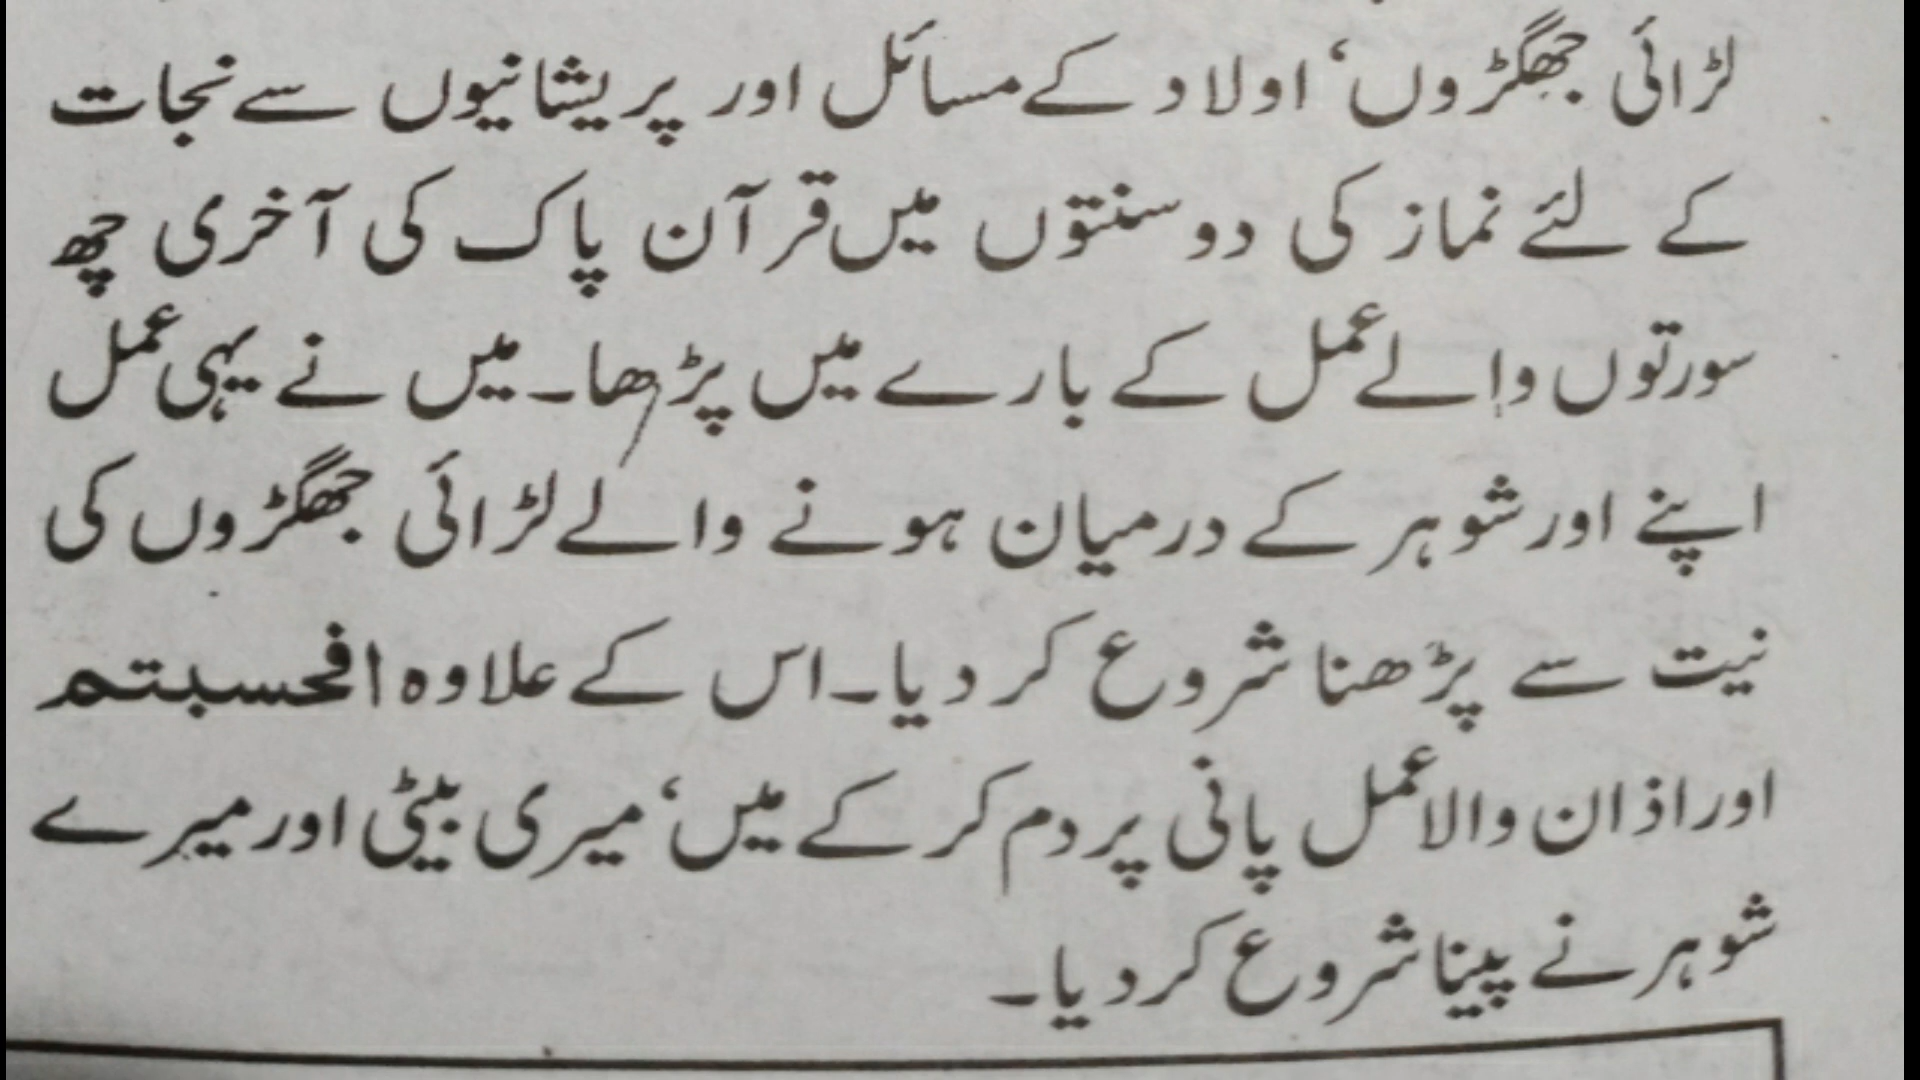 لڑائی جھگڑوں‘ اولاد کے مسائل اور پریشانیوں سے نجات
کے لئے نماز کی دو سنتوں میں قرآن پاک کی آخری چھ
سورتوں والے عمل کے بارے میں پڑھا۔ میں نے یہی عمل
اپنے اور شوہر کے درمیان ہونے والے لڑائی جھگڑوں کی
نیت سے پڑھنا شروع کر دیا۔ اس کے علاوہ افحسبتم
اور اذان والا عمل پانی پر دم کر کے میں‘ میری بیٹی اور میرے
شوہر نے پینا شروع کر دیا۔